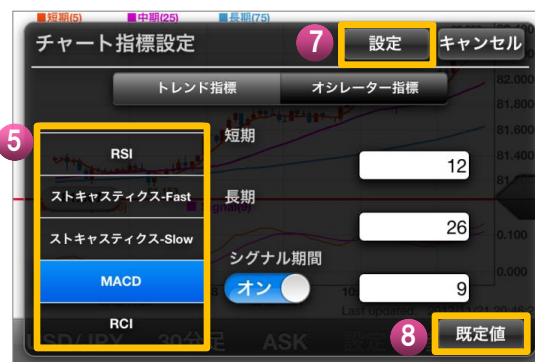 短期(5) 中期(25) 長期(75)
チャート指標設定
7
設定
キャンセル
82.000
トレンド指標
オシレーター指標
81.800
5
81.600
81.400
RSI
ストキャスティクス-Fast
ストキャスティクス-Slow
MACD
RCI
短期
12
長期
26
シグナル期間
オン
9
0.100
0.000
Last updated
USD/JPY 30分足 ASK 設定
8
既定値